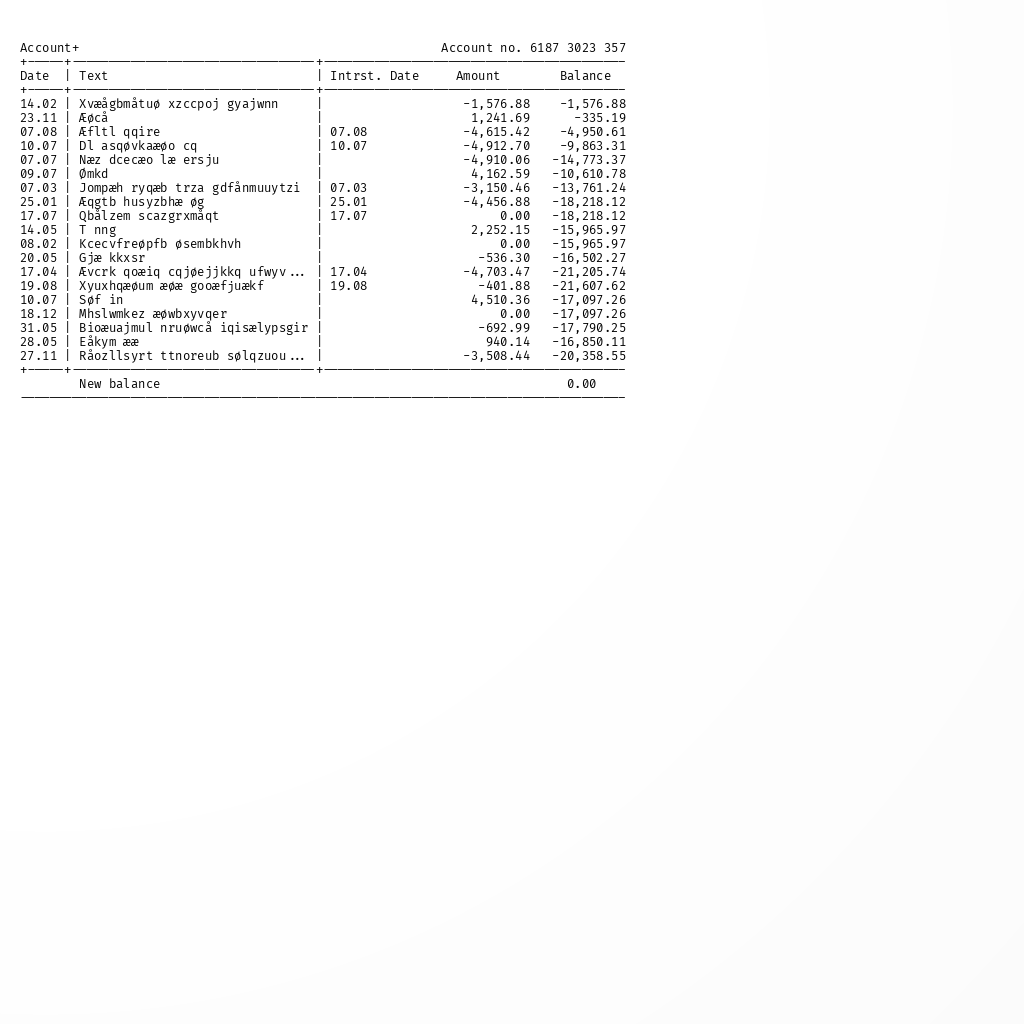 Account+ Account no. 6187 3023 357
Date | Text | Intrst. Date Amount Balance
14.02 | Xvæågbmåtuø xzccpoj gyajwnn | -1,576.88 -1,576.88
23.11 | Æøcå | 1,241.69 -335.19
07.08 | Æfltl qqire | 07.08 -4,615.42 -4,950.61
10.07 | Dl asqøvkaæøo cq | 10.07 -4,912.70 -9,863.31
07.07 | Næz dcecæo læ ersju | -4,910.06 -14,773.37
09.07 | Ømkd | 4,162.59 -10,610.78
07.03 | Jompæh ryqæb trza gdfånmuuytzi | 07.03 -3,150.46 -13,761.24
25.01 | Æqgtb husyzbhæ øg | 25.01 -4,456.88 -18,218.12
17.07 | Qbålzem scazgrxmåqt | 17.07 0.00 -18,218.12
14.05 | T nng | 2,252.15 -15,965.97
08.02 | Kcecvfreøpfb øsembkhvh | 0.00 -15,965.97
20.05 | Gjæ kkxsr | -536.30 -16,502.27
17.04 | Ævcrk qoæiq cqjøejjkkq ufwyv... | 17.04 -4,703.47 -21,205.74
19.08 | Xyuxhqæøum æøæ gooæfjuækf | 19.08 -401.88 -21,607.62
10.07 | Søf in | 4,510.36 -17,097.26
18.12 | Mhslwmkez æøwbxyvqer | 0.00 -17,097.26
31.05 | Bioæuajmul nruøwcå iqisælypsgir | -692.99 -17,790.25
28.05 | Eåkym ææ | 940.14 -16,850.11
27.11 | Råozllsyrt ttnoreub sølqzuou... | -3,508.44 -20,358.55
New balance 0.00